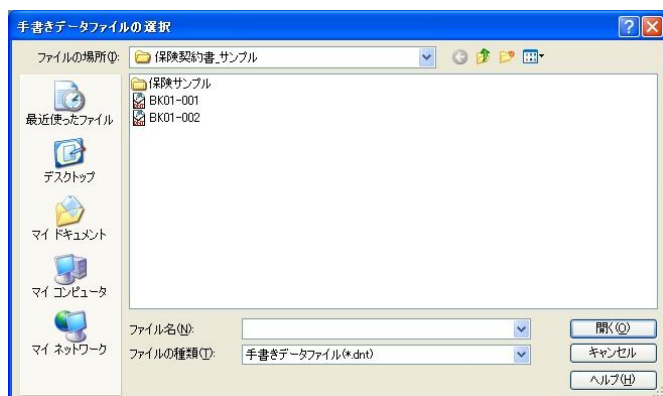 手書きデータファイルの選択
ファイルの場所(I):
保険契約書_サンプル
保険サンプル
BK01-001
BK01-002
最近使ったファイル
デスクトップ
マイ ドキュメント
マイ コンピュータ
マイ ネットワーク
ファイル名(N):
開く(O)
ファイルの種類(T):
手書きデータファイル(*.dnt)
キャンセル
ヘルプ(H)